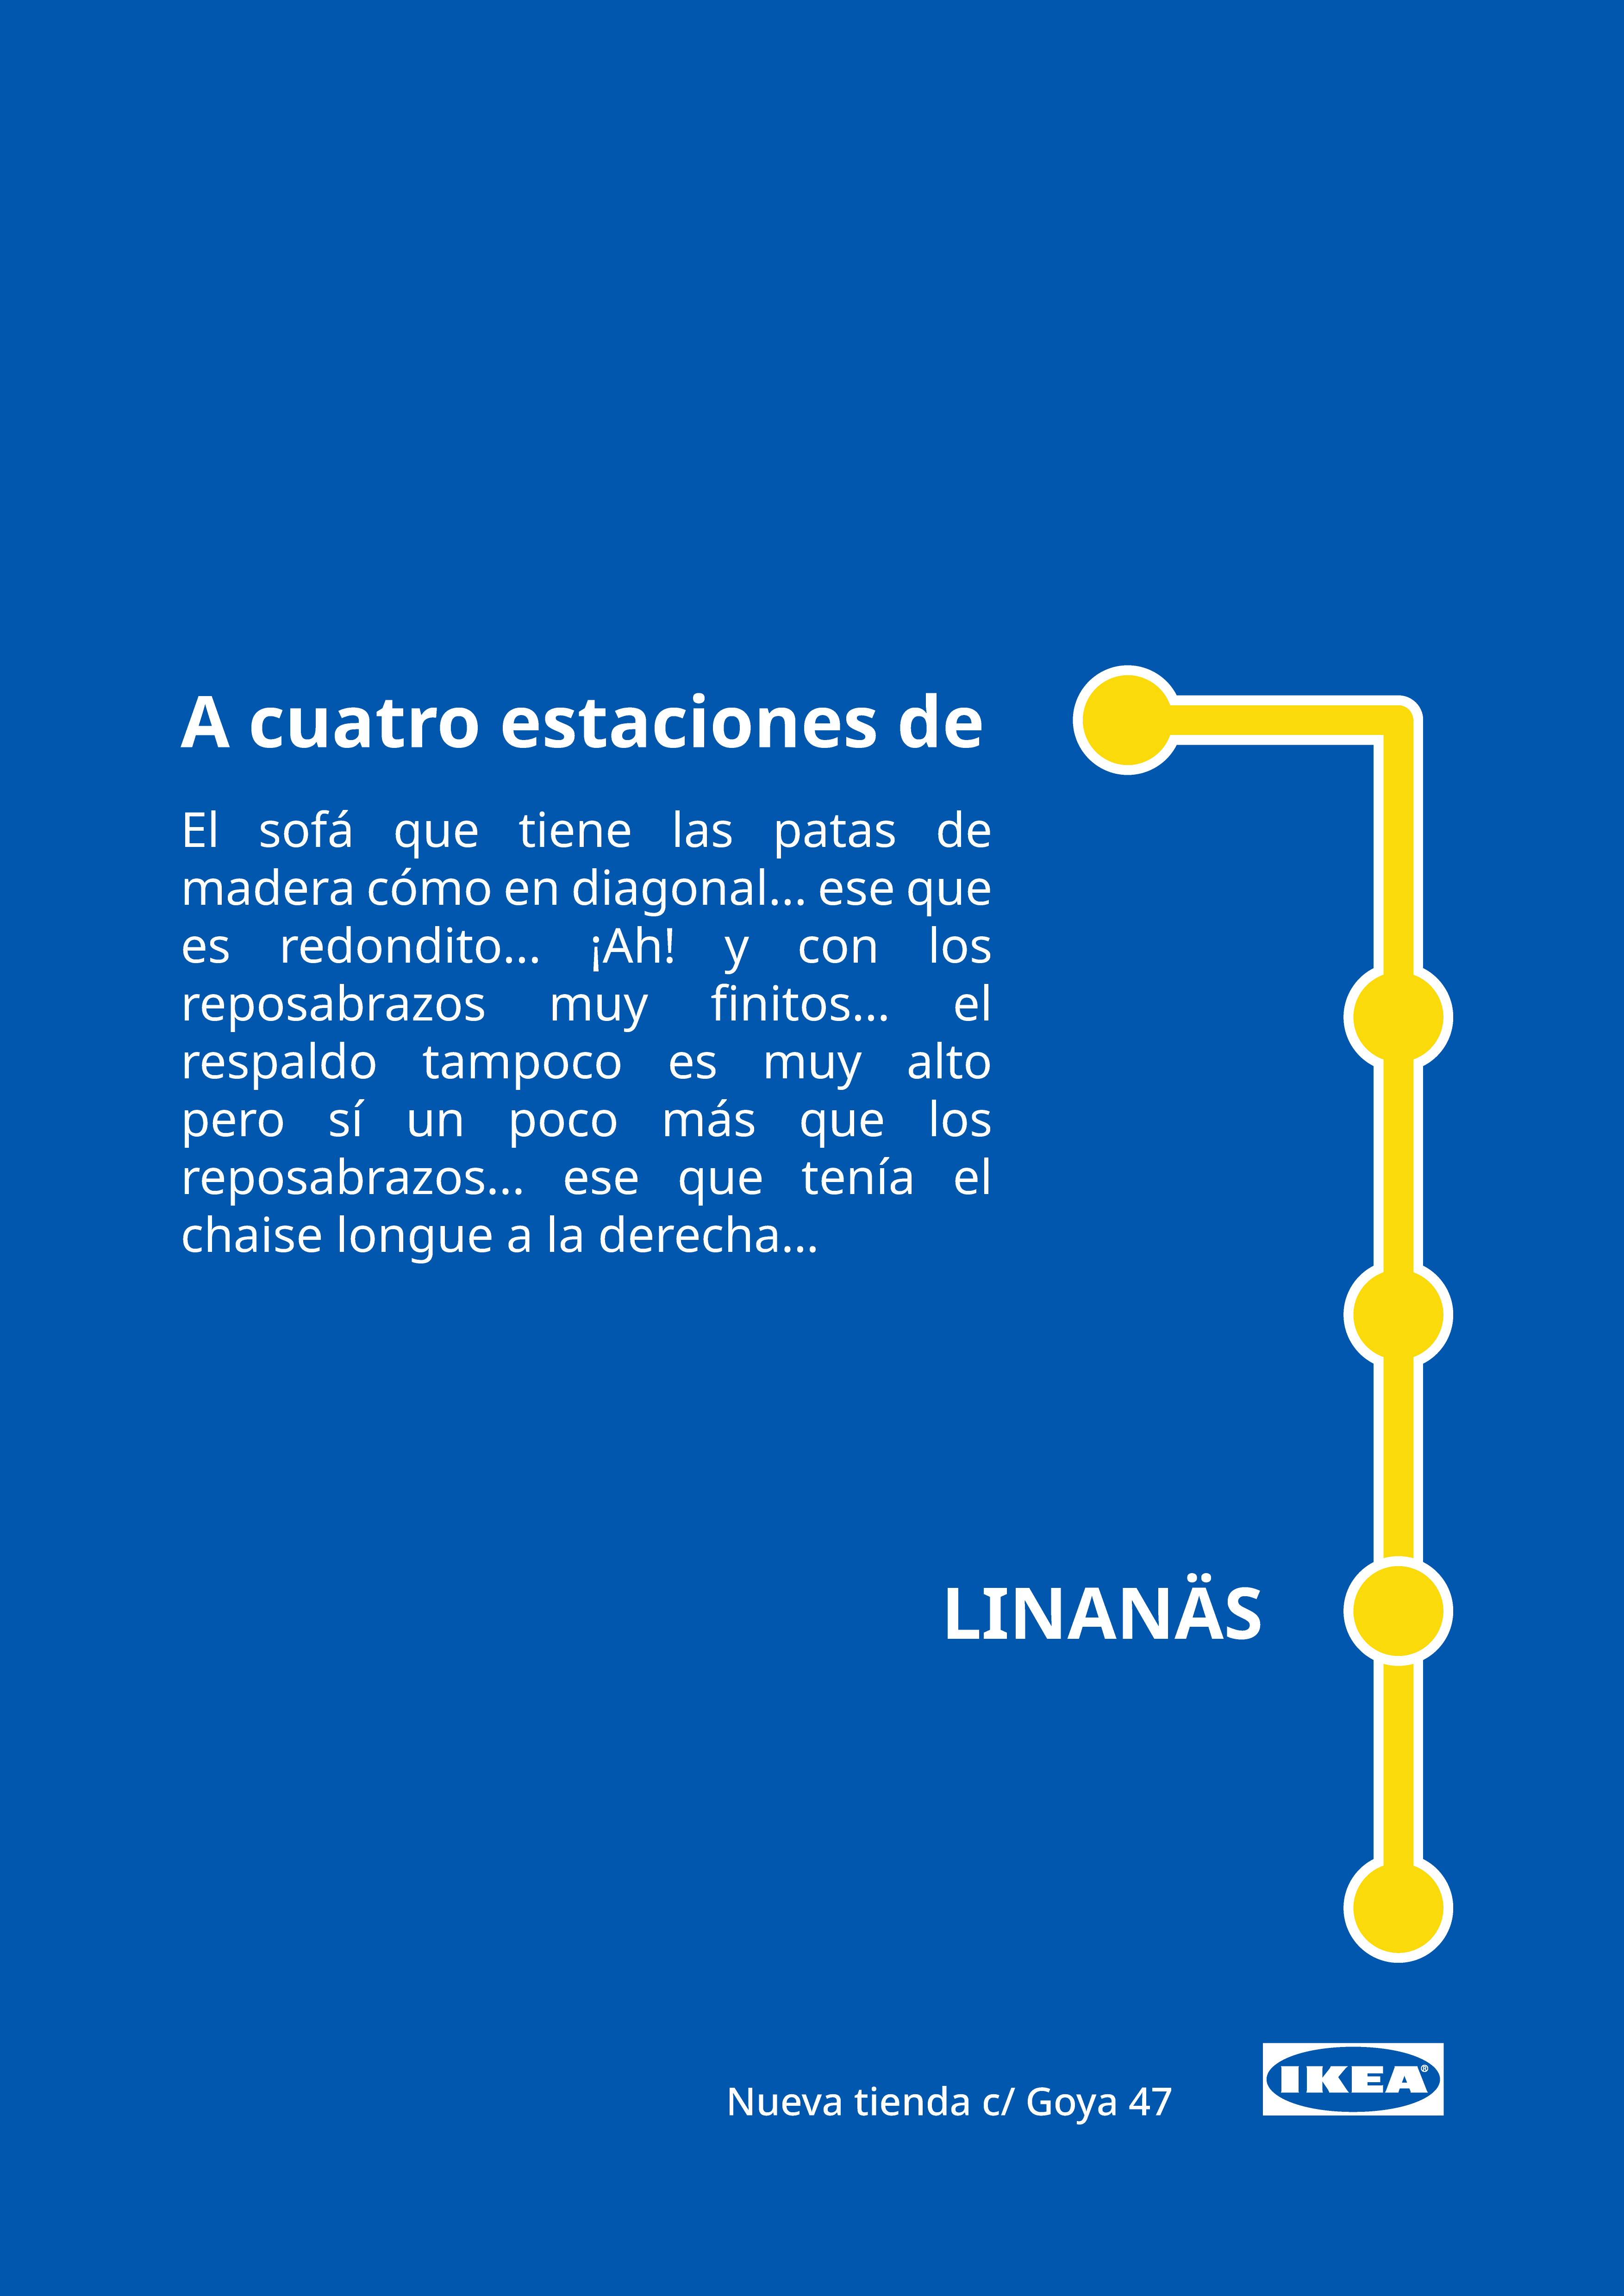 A cuatro estaciones de
El sofá que tiene las patas de
madera cómo en diagonal... ese que
es redondito... ¡Ah! y con los
reposabrazos muy finitos... el
respaldo tampoco es muy alto
pero sí un poco más que los
reposabrazos... ese que tenía el
chaise longue a la derecha...
LINANÄS
Nueva tienda c/ Goya 47
IKEA®